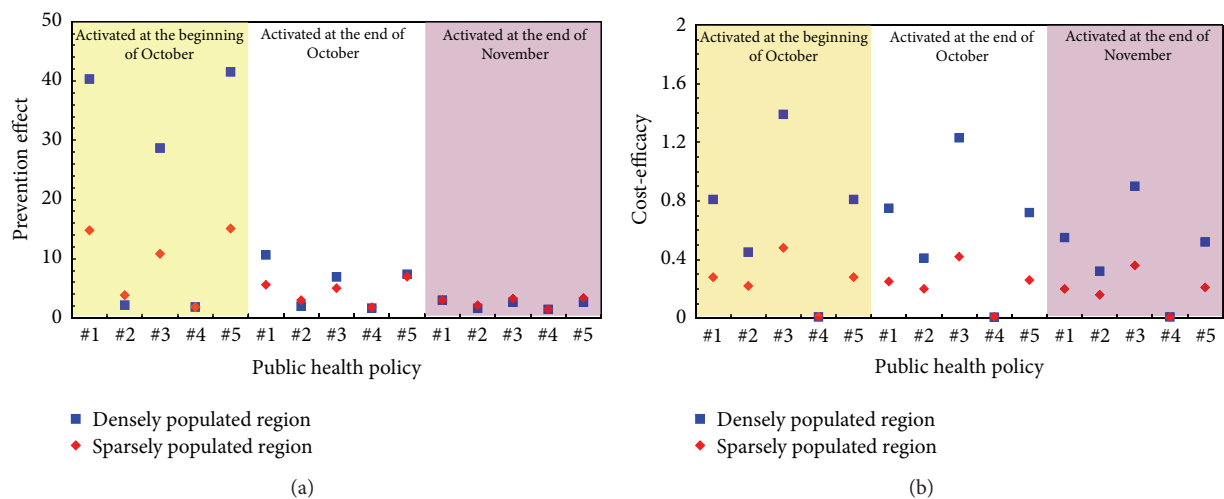 50
40
30
20
10
0
Prevention effect
Activated at the beginning
of October
Activated at the end of
October
Activated at the end of
November
#1 #2 #3 #4 #5 #1 #2 #3 #4 #5 #1 #2 #3 #4 #5
Public health policy
Densely populated region
Sparsely populated region
(a)
2
1.6
1.2
0.8
0.4
0
Cost-efficacy
Activated at the beginning
of October
Activated at the end of
October
Activated at the end of
November
#1 #2 #3 #4 #5 #1 #2 #3 #4 #5 #1 #2 #3 #4 #5
Public health policy
Densely populated region
Sparsely populated region
(b)